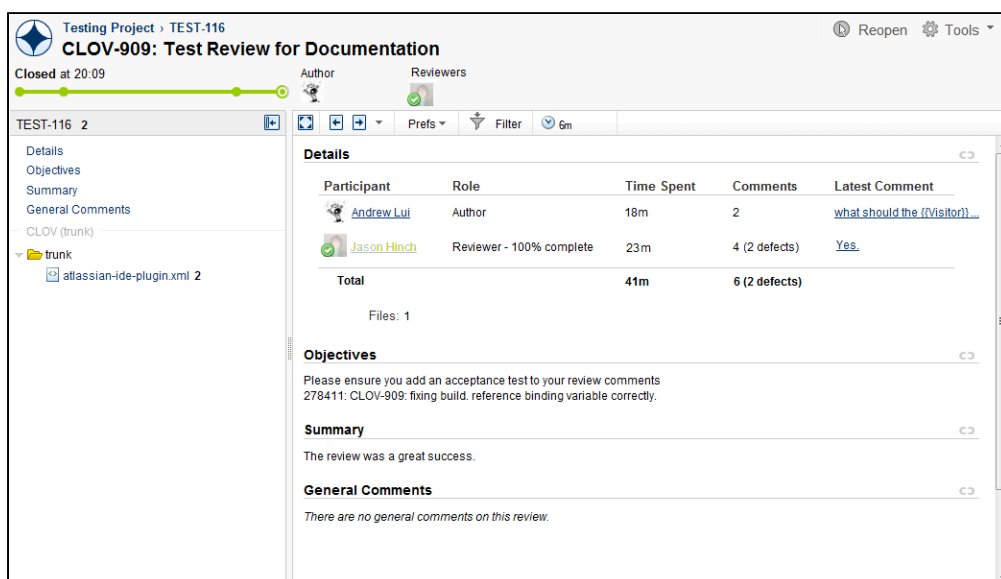 Testing Project › TEST-116
CLOV-909: Test Review for Documentation
Reopen Tools
Closed at 20:09
Author Reviewers
TEST-116 2
Prefs Filter 6m
Details
Objectives
Summary
General Comments
CLOV (trunk)
trunk
atlassian-ide-plugin.xml 2
Details
Participant Role Time Spent Comments Latest Comment
Andrew Lui Author 18m 2 what should the {{Visitor}} ...
Jason Hinch Reviewer - 100% complete 23m 4 (2 defects) Yes.
Total 41m 6 (2 defects)
Files: 1
Objectives
Please ensure you add an acceptance test to your review comments
278411: CLOV-909: fixing build. reference binding variable correctly.
Summary
The review was a great success.
General Comments
There are no general comments on this review.